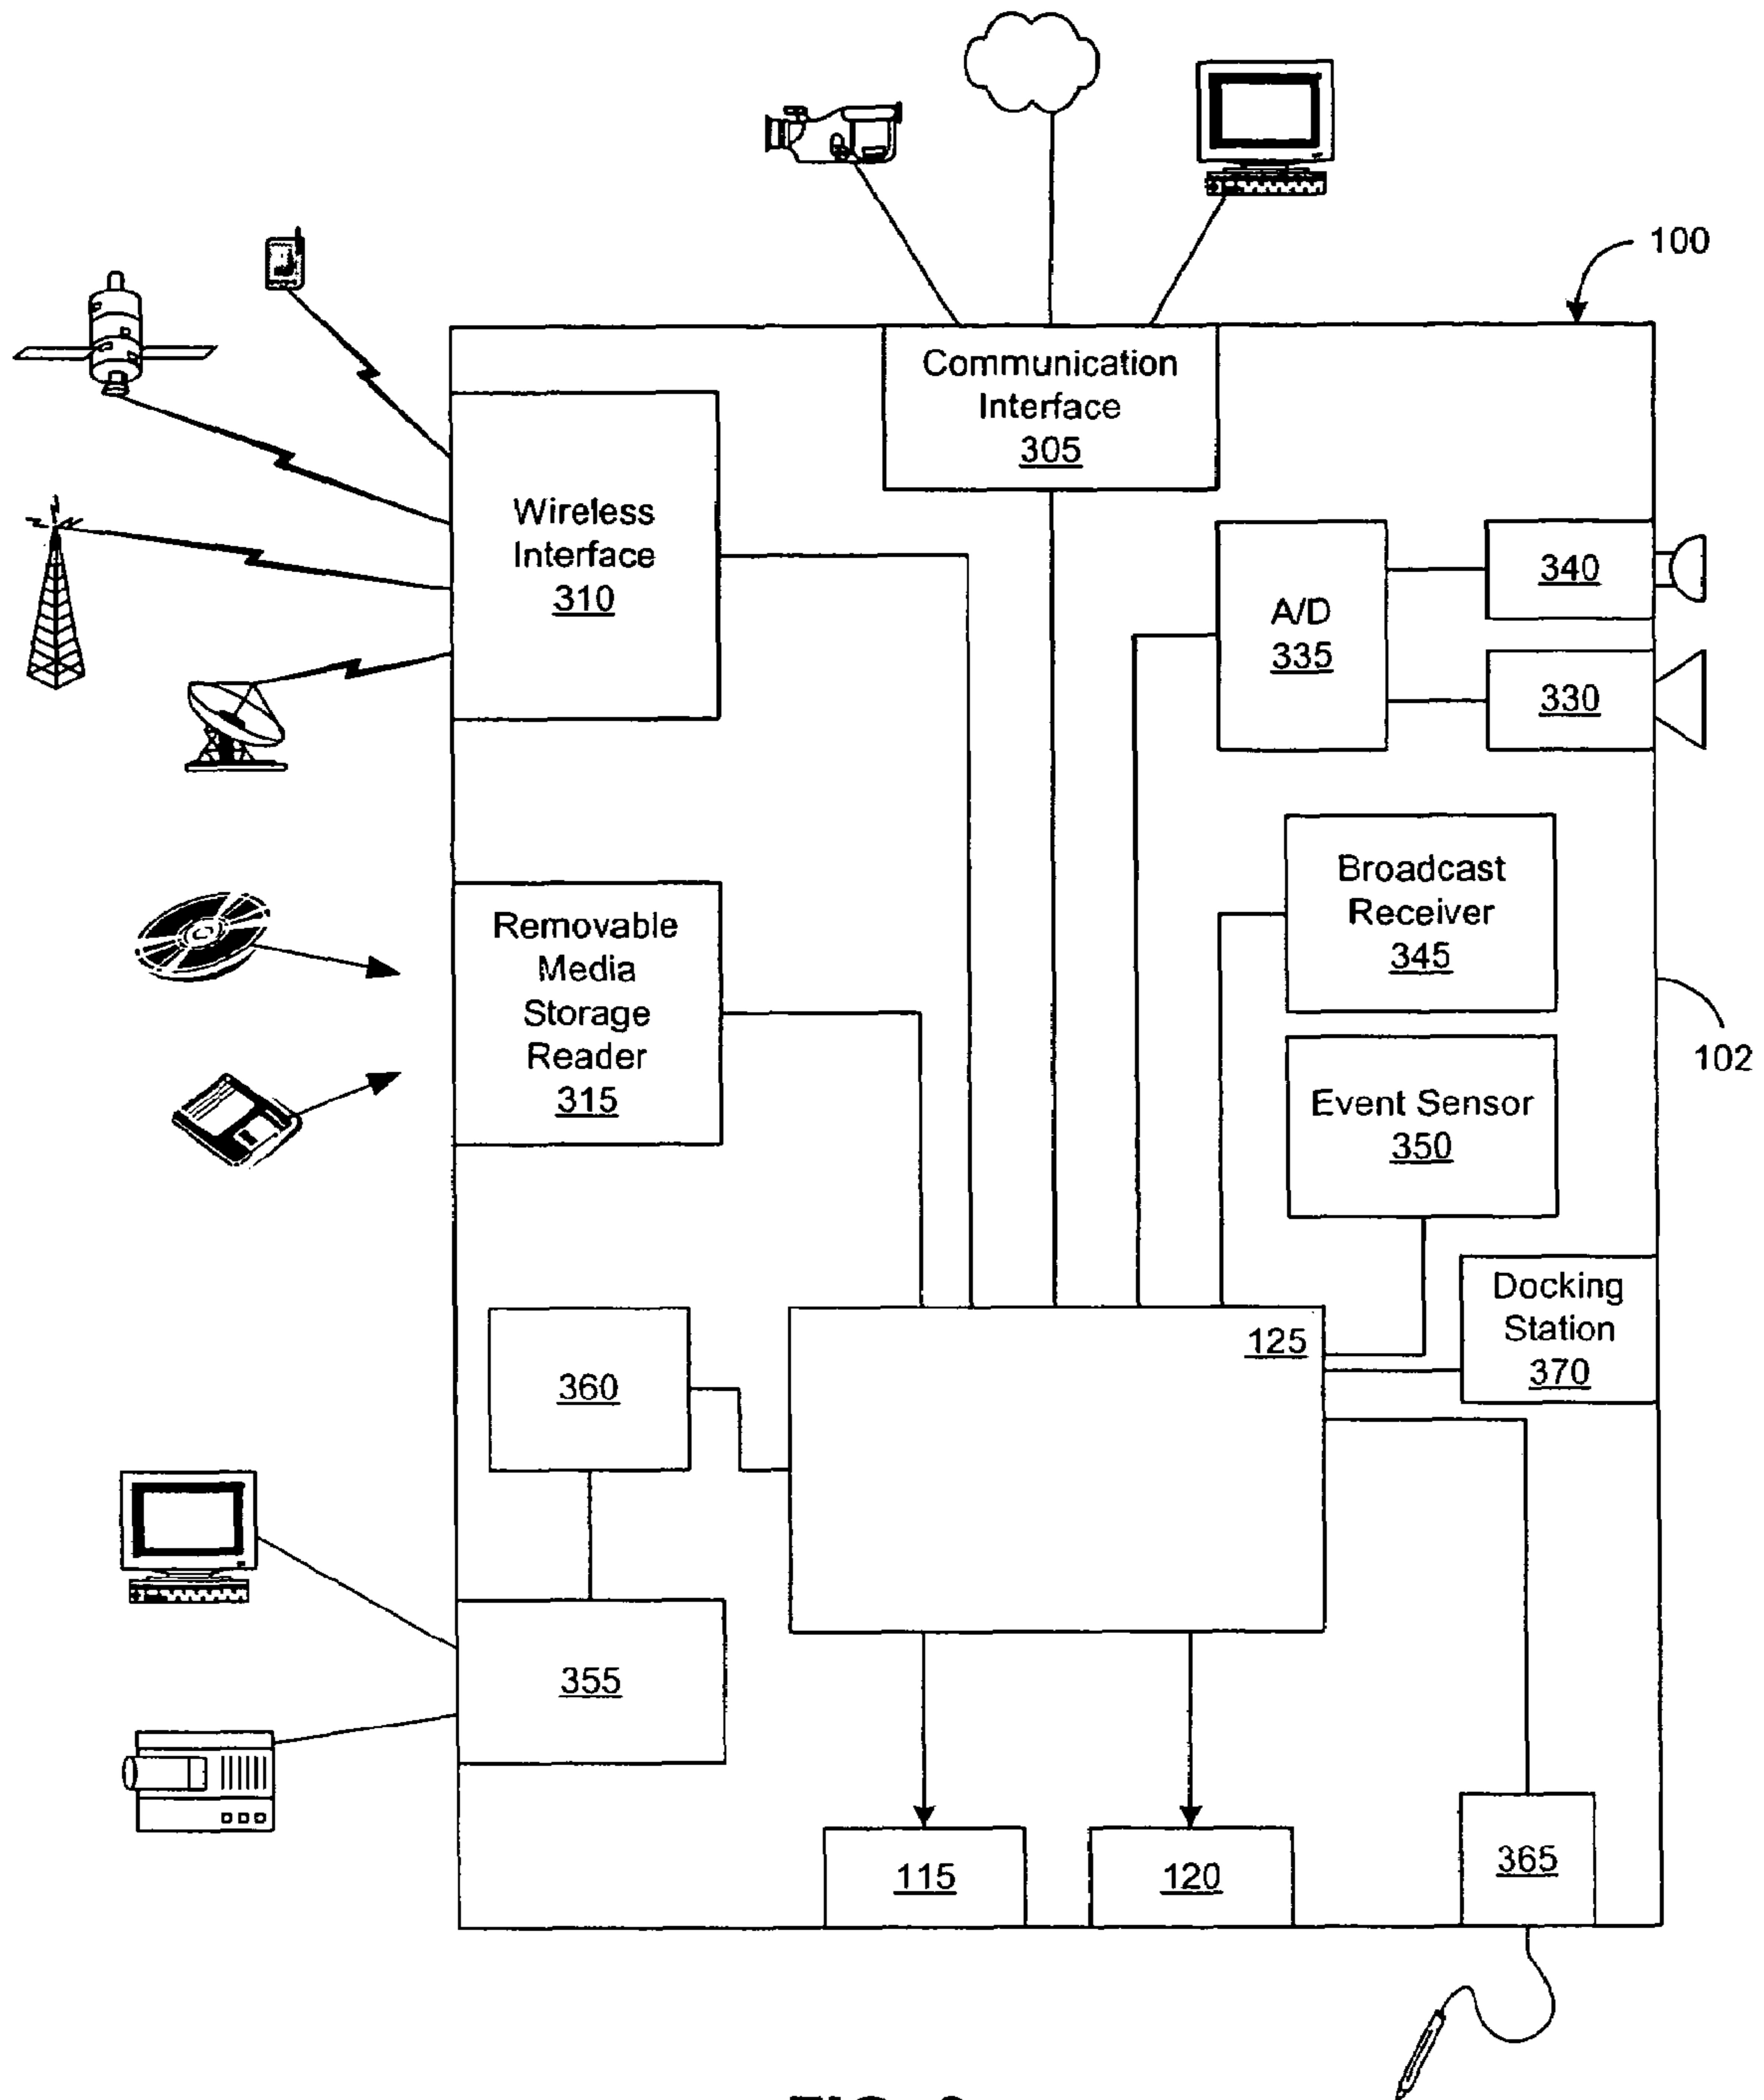 100
Communication
Interface
305
Wireless
Interface
310
340
A/D
335
330
Broadcast
Receiver
345
Removable
Media
Storage
Reader
315
102
Event Sensor
350
Docking
Station
370
125
360
355
115
120
365